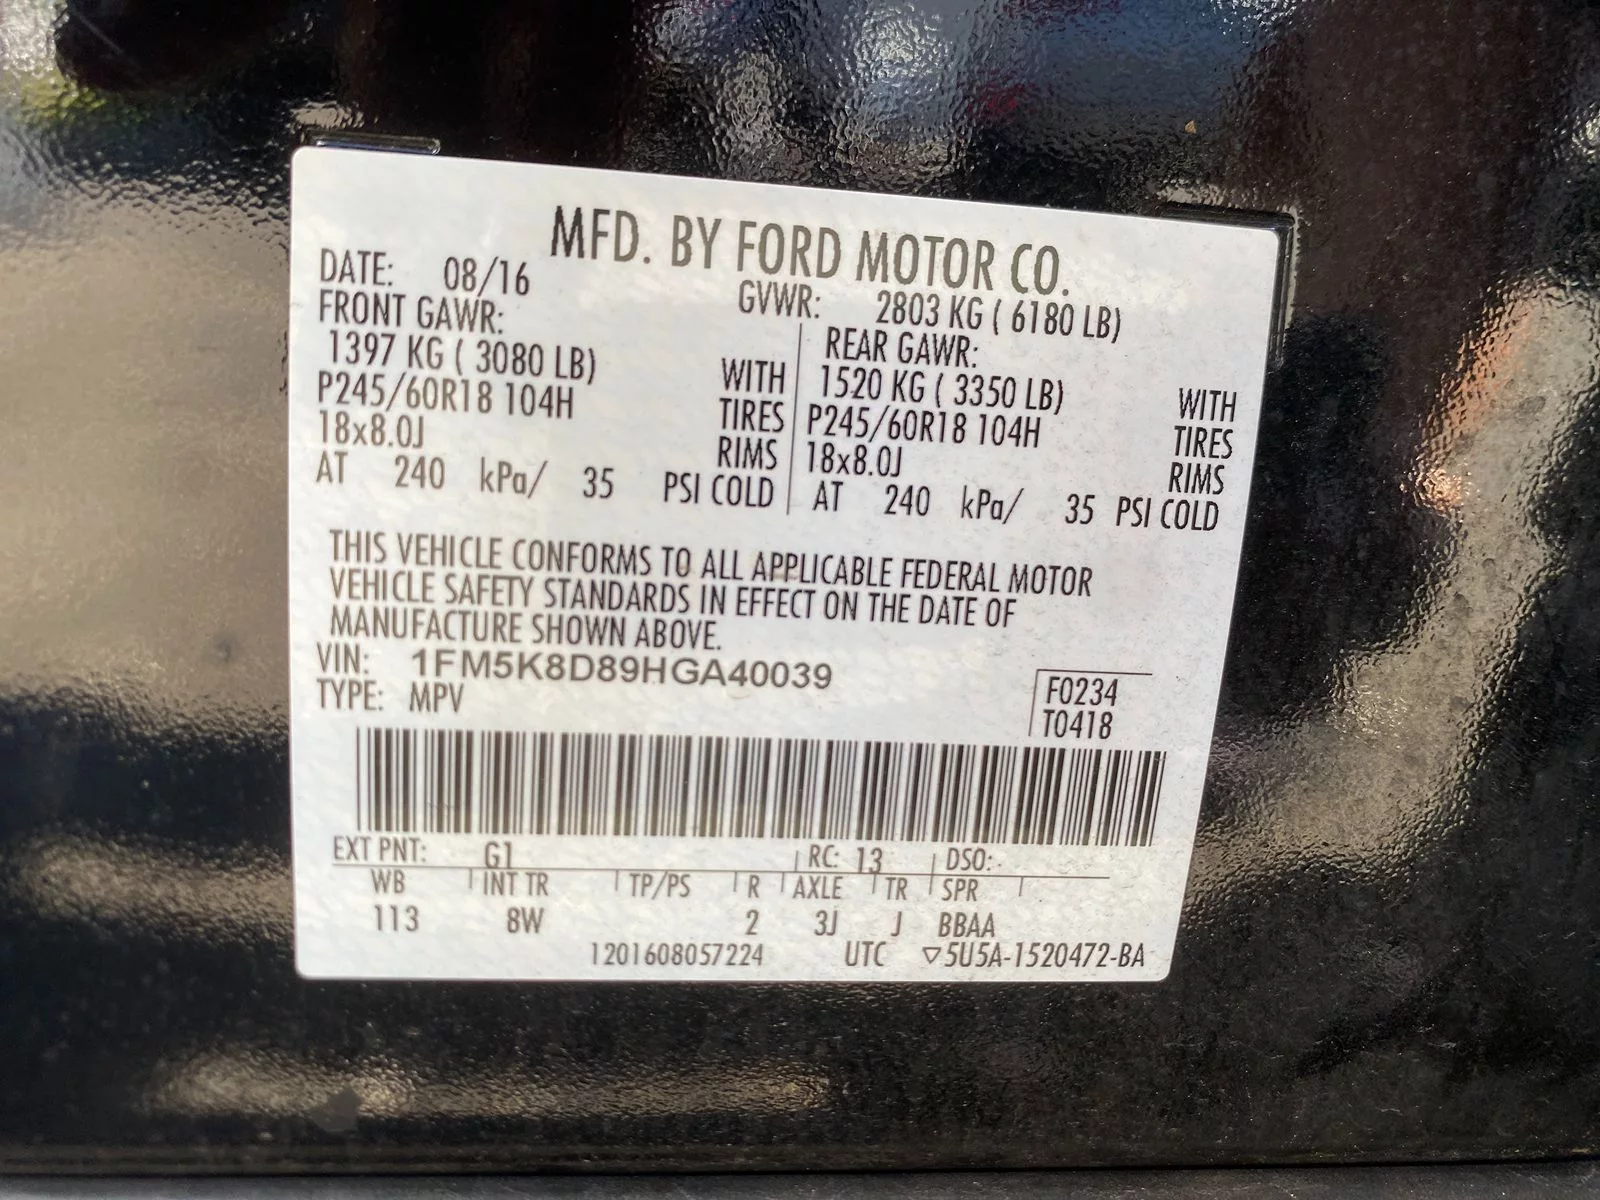 MFD. BY FORD MOTOR CO.
DATE: 08/16 GVWR: 2803 KG ( 6180 LB)
FRONT GAWR: REAR GAWR:
1397 KG ( 3080 LB) WITH 1520 KG ( 3350 LB) WITH
P245/60R18 104H TIRES P245/60R18 104H TIRES
18x8.0J RIMS 18x8.0J RIMS
AT 240 kPa/ 35 PSI COLD AT 240 kPa/ 35 PSI COLD
THIS VEHICLE CONFORMS TO ALL APPLICABLE FEDERAL MOTOR
VEHICLE SAFETY STANDARDS IN EFFECT ON THE DATE OF
MANUFACTURE SHOWN ABOVE.
VIN: 1FM5K8D89HGA40039
TYPE: MPV
F0234
T0418
EXT PNT: G1 RC: 13 DSO:
WB INT TR TP/PS R AXLE TR SPR
113 8W 2 3J J BBAA
1201608057224 UTC ▽5U5A-1520472-BA